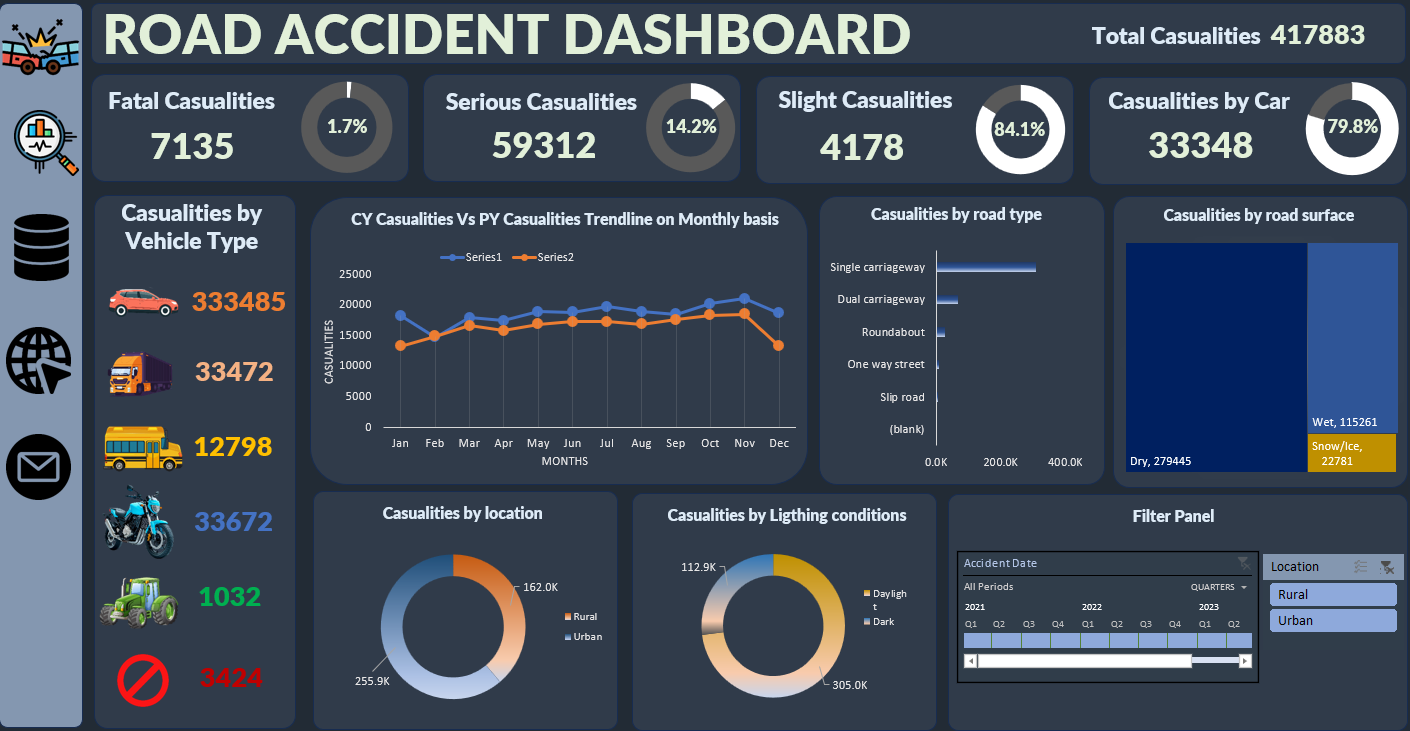 ROAD ACCIDENT DASHBOARD
Total Casualities 417883
Fatal Casualities
7135
1.7%
Serious Casualities
59312
14.2%
Slight Casualities
4178
84.1%
Casualities by Car
33348
79.8%
Casualities by
Vehicle Type
333485
33472
12798
33672
1032
3424
CY Casualities Vs PY Casualities Trendline on Monthly basis
Series1
Series2
CASUALITIES
25000
20000
15000
10000
5000
0
Jan Feb Mar Apr May Jun Jul Aug Sep Oct Nov Dec
MONTHS
Casualities by road type
Single carriageway
Dual carriageway
Roundabout
One way street
Slip road
(blank)
0.0K 200.0K 400.0K
Casualities by road surface
Dry, 279445
Wet, 115261
Snow/Ice,
22781
Casualities by location
162.0K
255.9K
Rural
Urban
Casualities by Ligthing conditions
112.9K
305.0K
Dayligh
t
Dark
Filter Panel
Accident Date
All Periods QUARTERS
2021 2022 2023
Q1 Q2 Q3 Q4 Q1 Q2 Q3 Q4 Q1 Q2
Location
Rural
Urban